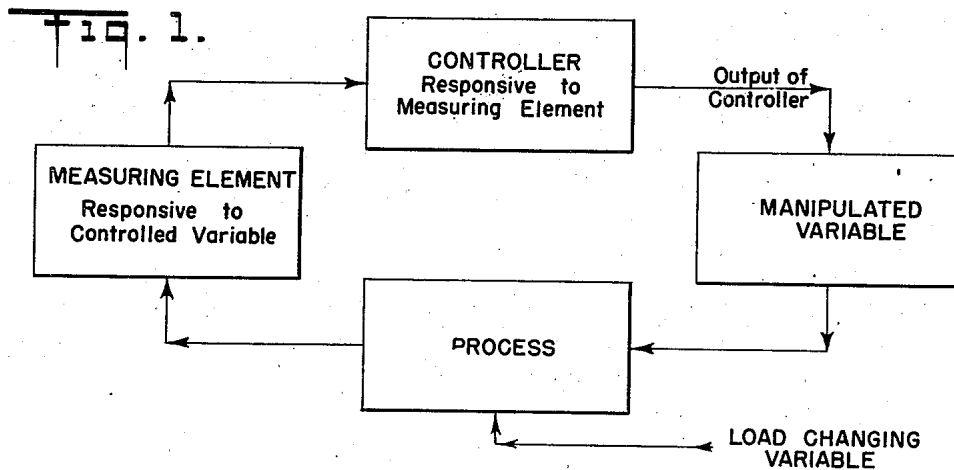 Fig. 1.
CONTROLLER
Responsive to
Measuring Element
Output of
Controller
MEASURING ELEMENT
Responsive to
Controlled Variable
MANIPULATED
VARIABLE
PROCESS
LOAD CHANGING
VARIABLE